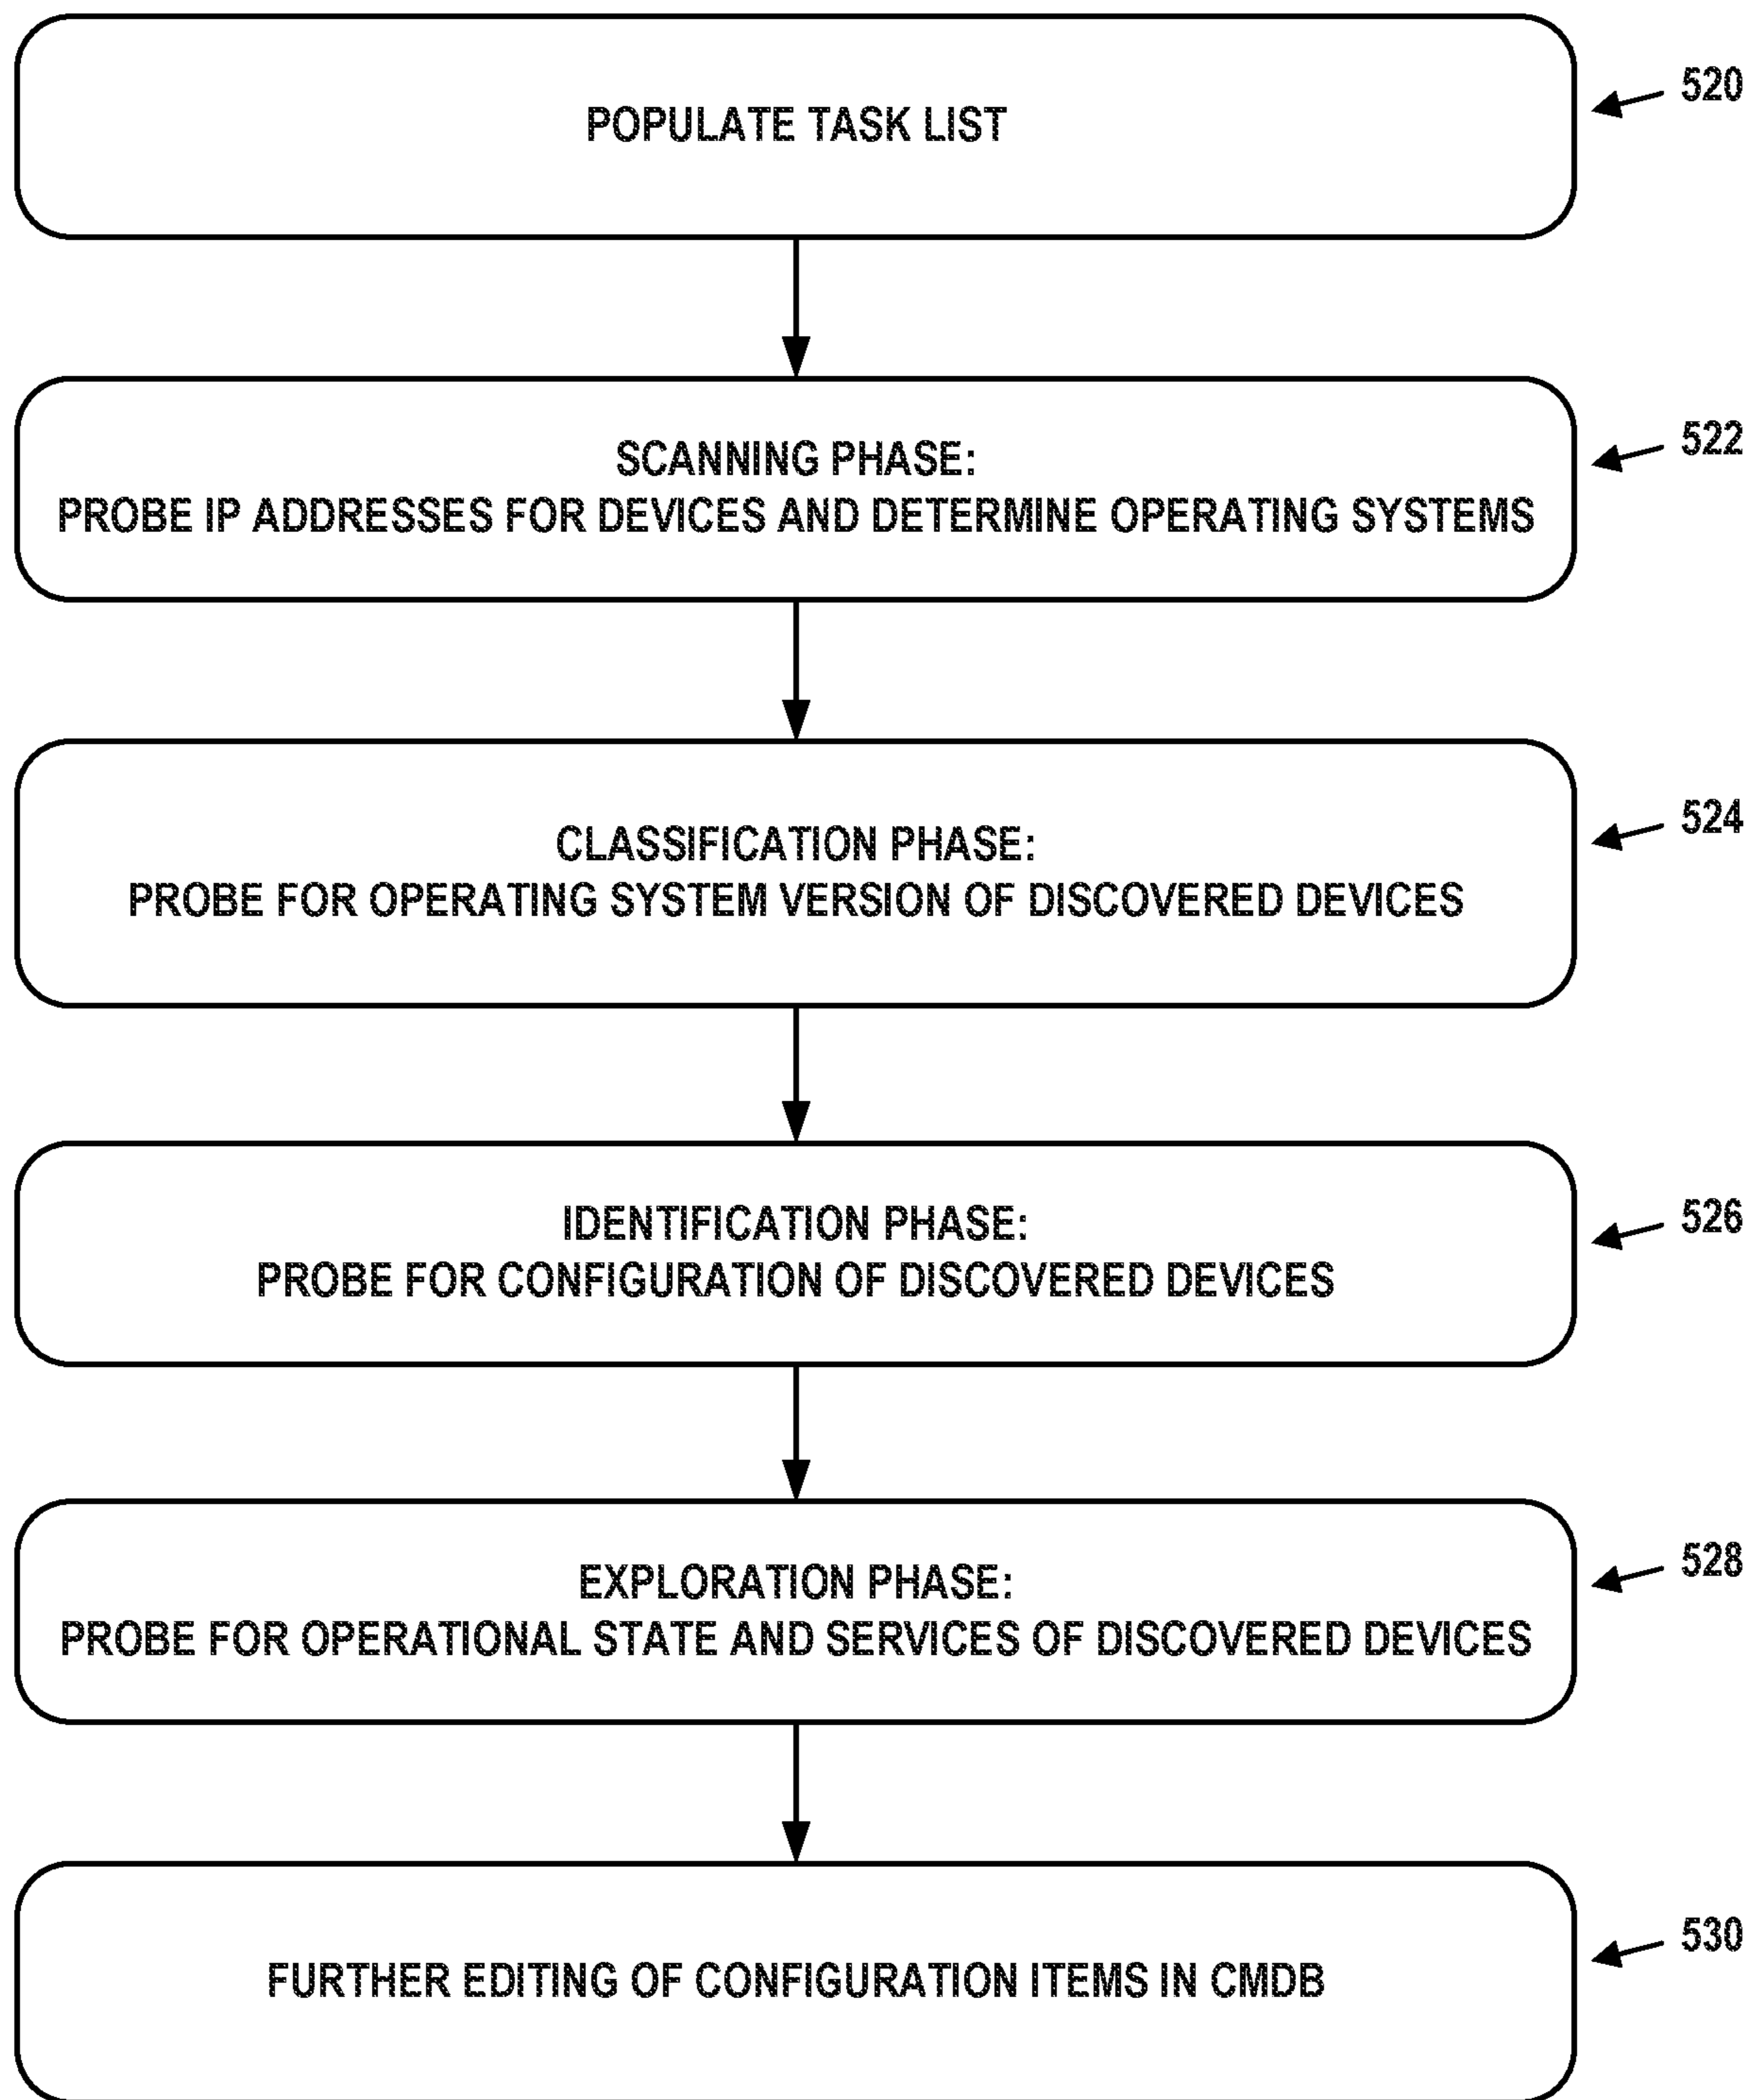 POPULATE TASK LIST
520
SCANNING PHASE:
PROBE IP ADDRESSES FOR DEVICES AND DETERMINE OPERATING SYSTEMS
522
CLASSIFICATION PHASE:
PROBE FOR OPERATING SYSTEM VERSION OF DISCOVERED DEVICES
524
IDENTIFICATION PHASE:
PROBE FOR CONFIGURATION OF DISCOVERED DEVICES
526
EXPLORATION PHASE:
PROBE FOR OPERATIONAL STATE AND SERVICES OF DISCOVERED DEVICES
528
FURTHER EDITING OF CONFIGURATION ITEMS IN CMDB
530